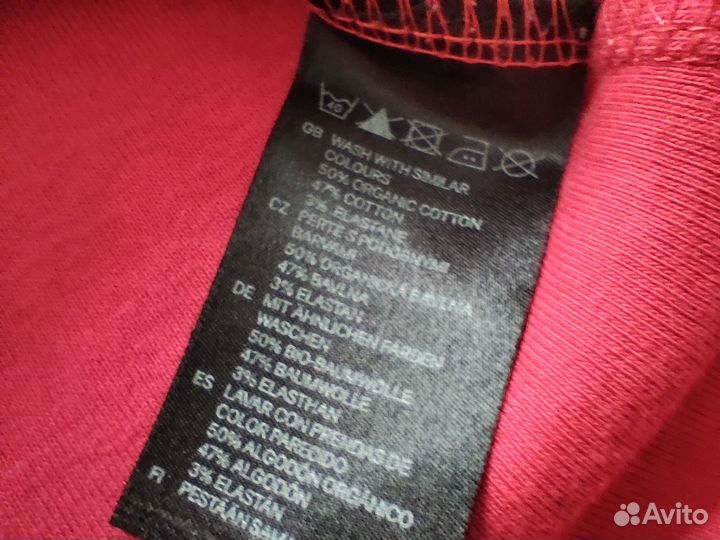 40
GB WASH WITH SIMILAR
COLOURS
50% ORGANIC COTTON
47% COTTON
3% ELASTANE
CZ PERTE S PODOBNÝMI
BARVAMI
50% ORGANICKÁ BAVLNA
47% BAVLNA
3% ELASTAN
DE MIT ÄHNLICHEN FARBEN
WASCHEN
50% BIO-BAUMWOLLE
47% BAUMWOLLE
3% ELASTHAN
ES LAVAR CON PRENDAS DE
COLOR PARECIDO
50% ALGODÓN ORGÁNICO
47% ALGODÓN
3% ELASTÁN
FI PESTÄÄN
Avito